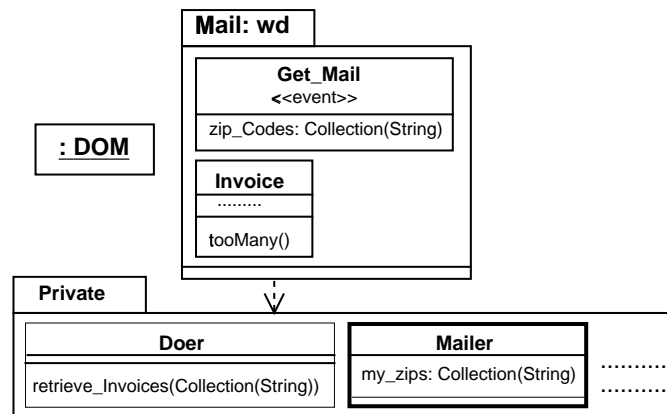 Mail: wd
Get_Mail
<<event>>
zip_Codes: Collection(String)
: DOM
Invoice
.........
tooMany()
Private
Doer
retrieve_Invoices(Collection(String))
Mailer
my_zips: Collection(String)
..........
..........